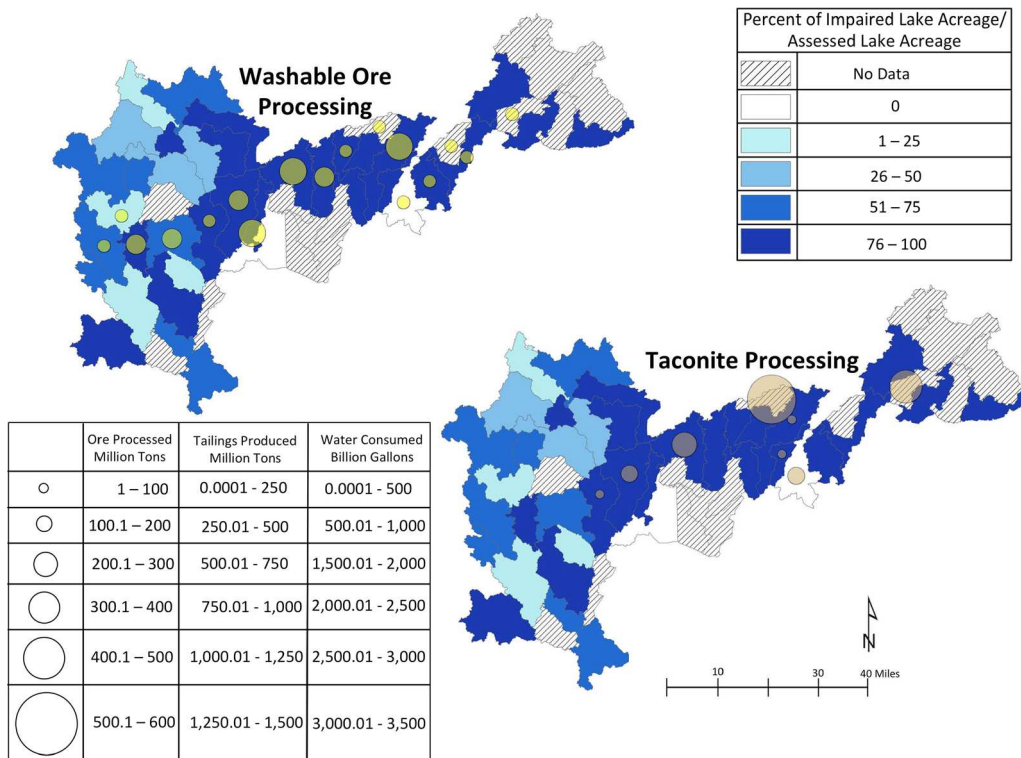 Washable Ore
Processing
Percent of Impaired Lake Acreage/
Assessed Lake Acreage
No Data
0
1 – 25
26 – 50
51 – 75
76 – 100
Taconite Processing
Ore Processed Million Tons
Tailings Produced Million Tons
Water Consumed Billion Gallons
1 – 100 0.0001 - 250 0.0001 - 500
100.1 – 200 250.01 - 500 500.01 - 1,000
200.1 – 300 500.01 - 750 1,500.01 - 2,000
300.1 – 400 750.01 - 1,000 2,000.01 - 2,500
400.1 – 500 1,000.01 - 1,250 2,500.01 - 3,000
500.1 – 600 1,250.01 - 1,500 3,000.01 - 3,500
N
10 30 40 Miles